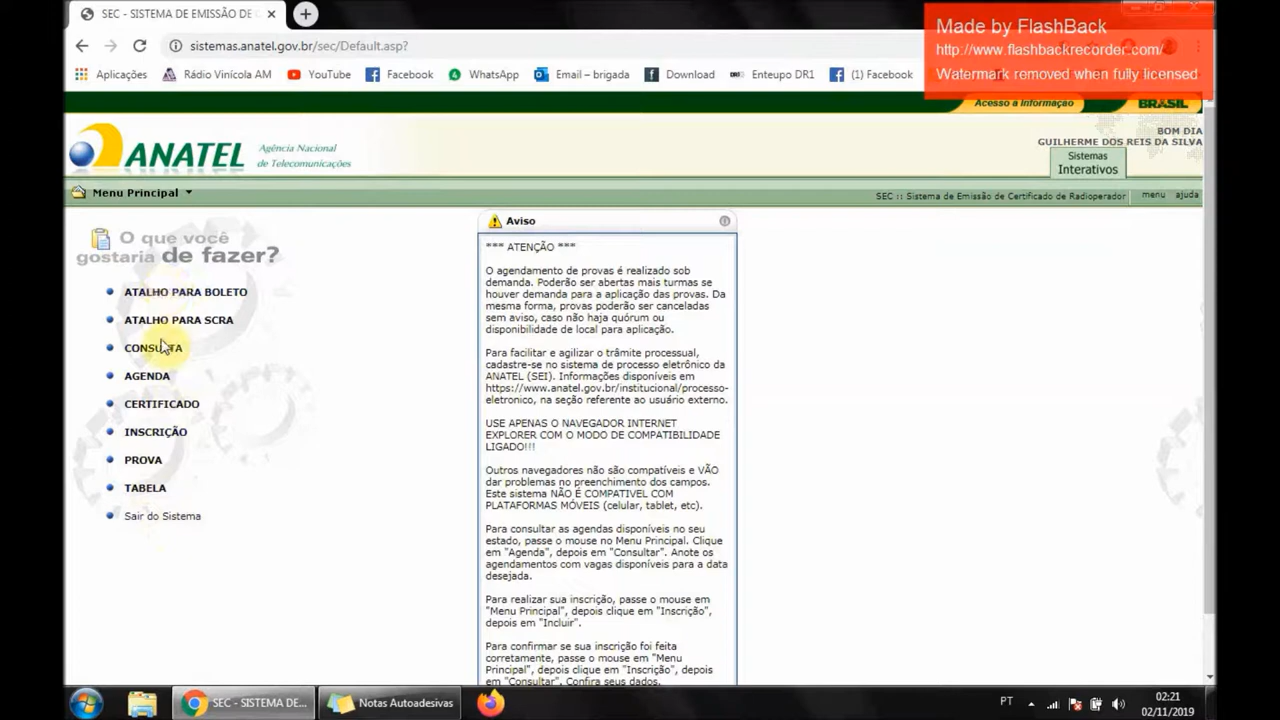 SEC - SISTEMA DE EMISSÃO DE C
Made by FlashBack
http://www.flashbackrecorder.com/
Watermark removed when fully licensed
sistemas.anatel.gov.br/sec/Default.asp?
Aplicações
Rádio Vinícola AM
YouTube
Facebook
WhatsApp
Email – brigada
Download
Enteupo DR1
(1) Facebook
Acesso a Informação
BRASIL
ANATEL
Agência Nacional
de Telecomunicações
BOM DIA
GUILHERME DOS REIS DA SILVA
Sistemas
Interativos
Menu Principal
SEC :: Sistema de Emissão de Certificado de Radioperador
menu
ajuda
O que você
gostaria de fazer?
ATALHO PARA BOLETO
ATALHO PARA SCRA
CONSULTA
AGENDA
CERTIFICADO
INSCRIÇÃO
PROVA
TABELA
Sair do Sistema
Aviso
*** ATENÇÃO ***
O agendamento de provas é realizado sob
demanda. Poderão ser abertas mais turmas se
houver demanda para a aplicação das provas. Da
mesma forma, provas poderão ser canceladas
sem aviso, caso não haja quórum ou
disponibilidade de local para aplicação.
Para facilitar e agilizar o trâmite processual,
cadastre-se no sistema de processo eletrônico da
ANATEL (SEI). Informações disponíveis em
https://www.anatel.gov.br/institucional/processo-
eletronico, na seção referente ao usuário externo.
USE APENAS O NAVEGADOR INTERNET
EXPLORER COM O MODO DE COMPATIBILIDADE
LIGADO!!!
Outros navegadores não são compatíveis e VÃO
dar problemas no preenchimento dos campos.
Este sistema NÃO É COMPATIVEL COM
PLATAFORMAS MÓVEIS (celular, tablet, etc).
Para consultar as agendas disponíveis no seu
estado, passe o mouse no Menu Principal. Clique
em "Agenda", depois em "Consultar". Anote os
agendamentos com vagas disponíveis para a data
desejada.
Para realizar sua inscrição, passe o mouse em
"Menu Principal", depois clique em "Inscrição",
depois em "Incluir".
Para confirmar se sua inscrição foi feita
corretamente, passe o mouse em "Menu
Principal", depois clique em "Inscrição", depois
em "Consultar". Confira seus dados.
SEC - SISTEMA DE...
Notas Autoadesivas
PT
02:21
02/11/2019